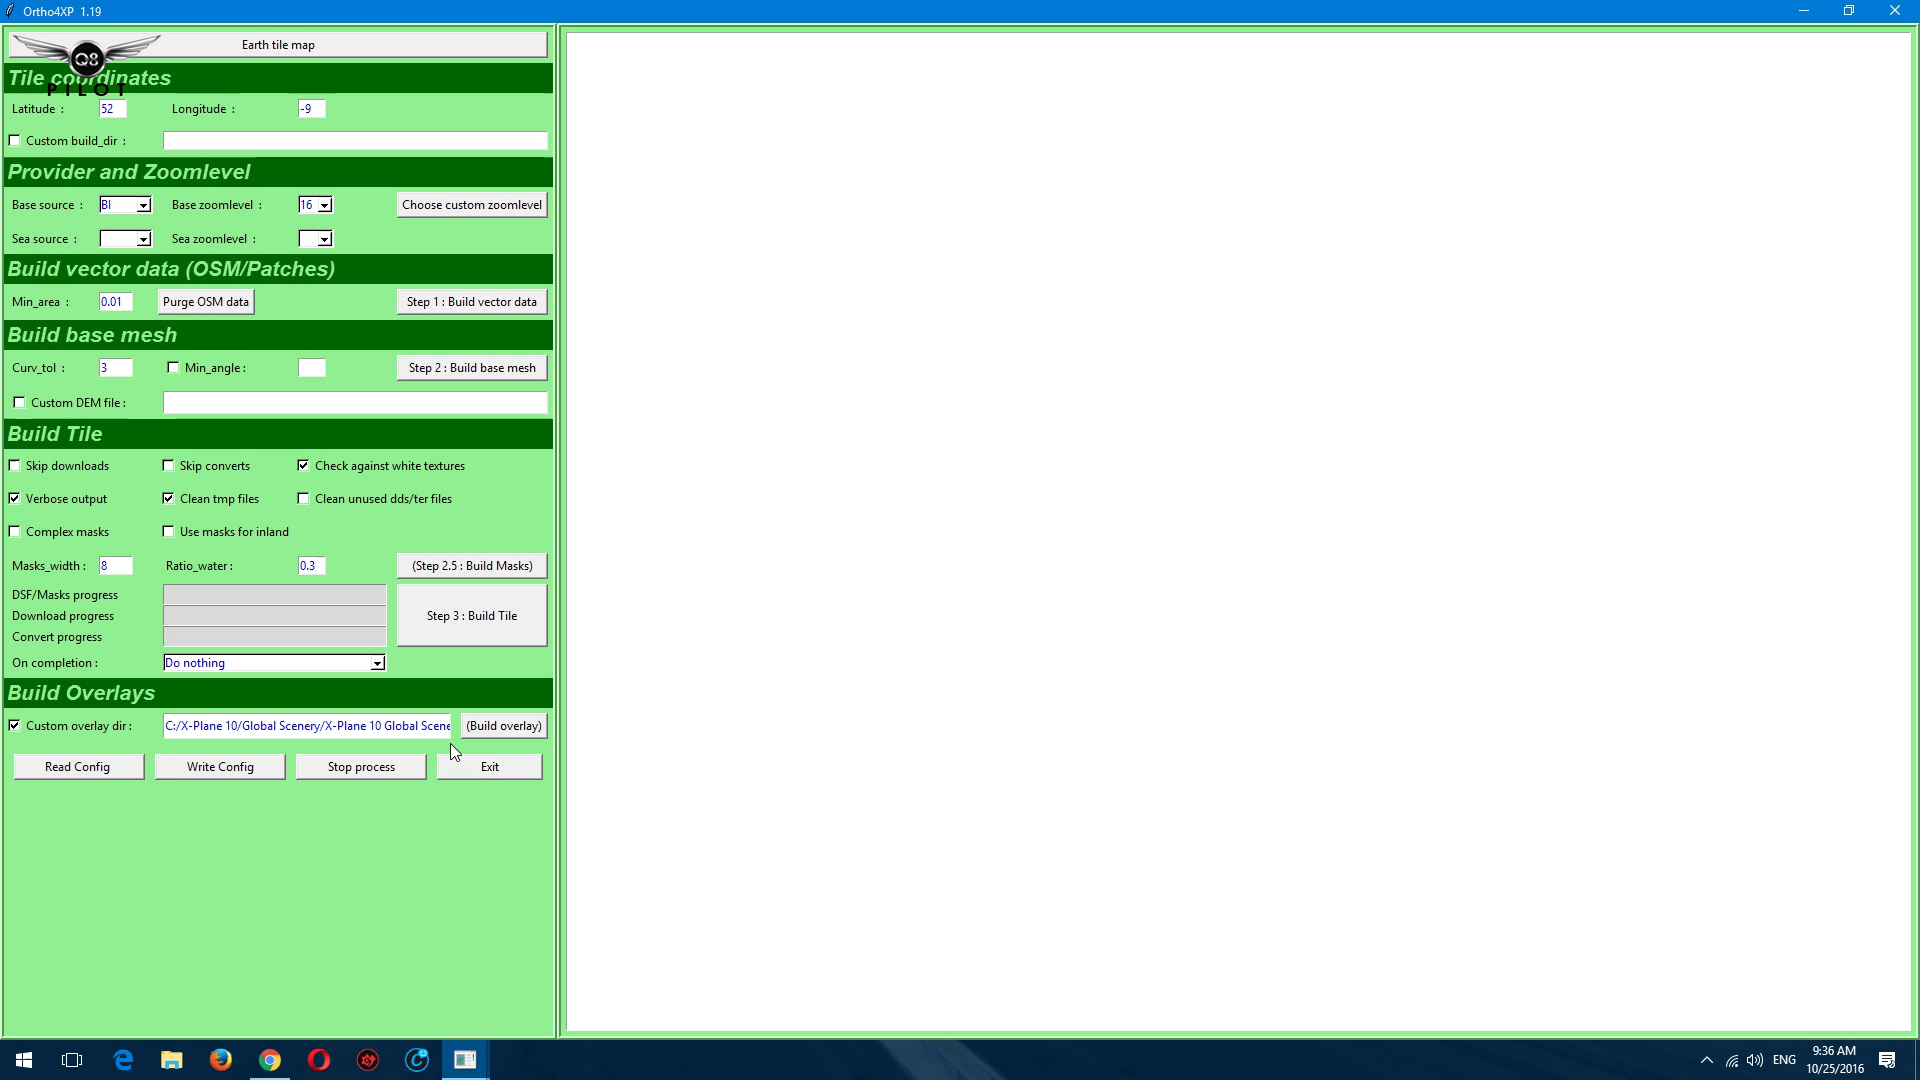 Ortho4XP 1.19
Earth tile map
Q8
PILOT
Tile coordinates
Latitude : 52 Longitude : -9
Custom build_dir :
Provider and Zoomlevel
Base source : BI Base zoomlevel : 16 Choose custom zoomlevel
Sea source : Sea zoomlevel :
Build vector data (OSM/Patches)
Min_area : 0.01 Purge OSM data Step 1 : Build vector data
Build base mesh
Curv_tol : 3 Min_angle : Step 2 : Build base mesh
Custom DEM file :
Build Tile
Skip downloads Skip converts Check against white textures
Verbose output Clean tmp files Clean unused dds/ter files
Complex masks Use masks for inland
Masks_width : 8 Ratio_water : 0.3 (Step 2.5 : Build Masks)
DSF/Masks progress
Download progress Step 3 : Build Tile
Convert progress
On completion : Do nothing
Build Overlays
Custom overlay dir : C:/X-Plane 10/Global Scenery/X-Plane 10 Global Scene (Build overlay)
Read Config Write Config Stop process Exit
ENG 9:36 AM
10/25/2016